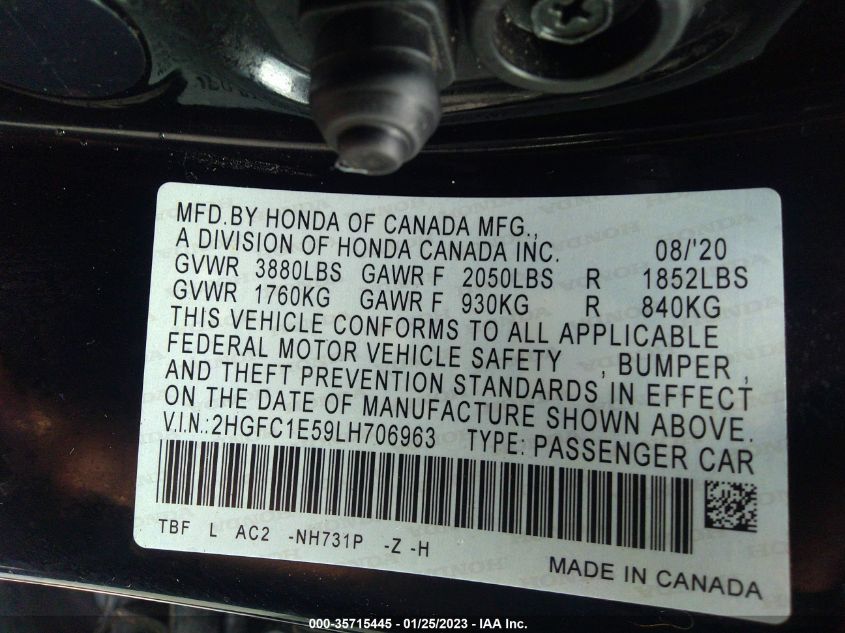 MFD.BY HONDA OF CANADA MFG.,
A DIVISION OF HONDA CANADA INC. 08/'20
GVWR 3880LBS GAWR F 2050LBS R 1852LBS
GVWR 1760KG GAWR F 930KG R 840KG
THIS VEHICLE CONFORMS TO ALL APPLICABLE
FEDERAL MOTOR VEHICLE SAFETY , BUMPER ,
AND THEFT PREVENTION STANDARDS IN EFFECT
ON THE DATE OF MANUFACTURE SHOWN ABOVE.
V.I.N.:2HGFC1E59LH706963 TYPE: PASSENGER CAR
TBF L AC2 -NH731P -Z -H
MADE IN CANADA
000-35715445 - 01/25/2023 - IAA Inc.